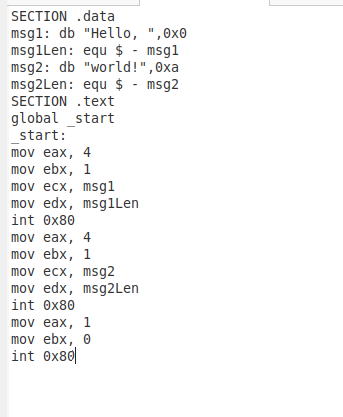 SECTION .data
msg1: db "Hello, ",0x0
msg1Len: equ $ - msg1
msg2: db "world!",0xa
msg2Len: equ $ - msg2
SECTION .text
global _start
_start:
mov eax, 4
mov ebx, 1
mov ecx, msg1
mov edx, msg1Len
int 0x80
mov eax, 4
mov ebx, 1
mov ecx, msg2
mov edx, msg2Len
int 0x80
mov eax, 1
mov ebx, 0
int 0x80